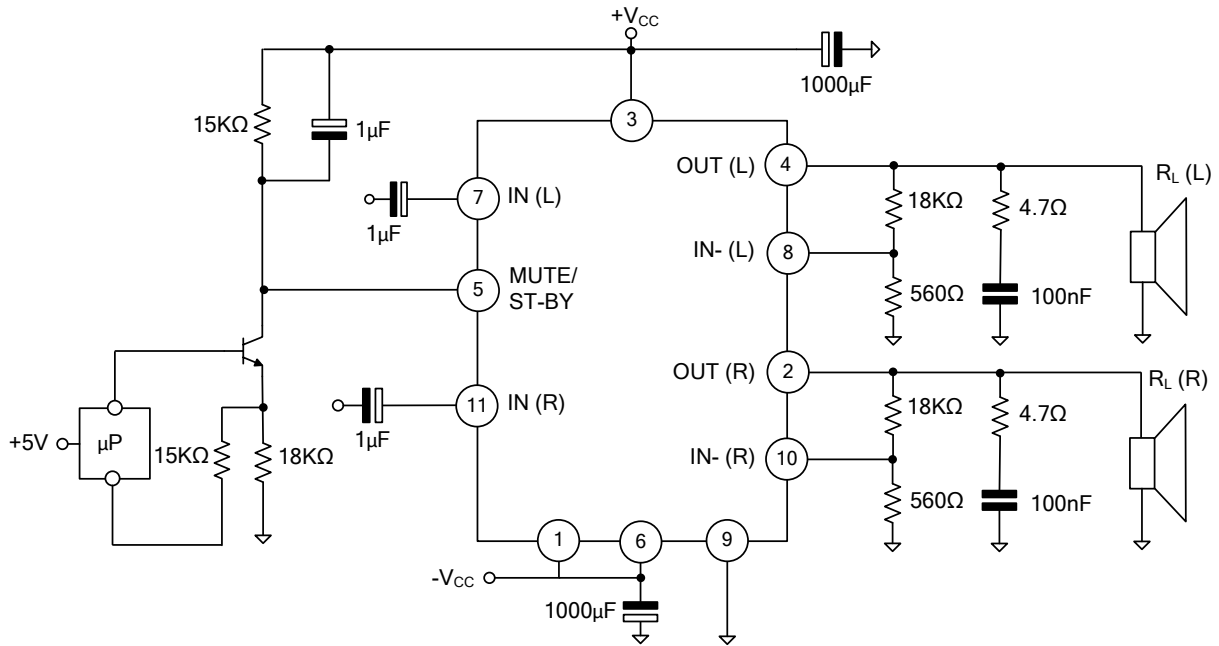 +VCC
1000µF
15KΩ
1µF
3
OUT (L)
4
RL (L)
7
IN (L)
1µF
18KΩ
4.7Ω
IN- (L)
8
5
MUTE/
ST-BY
560Ω
100nF
OUT (R)
2
RL (R)
11
IN (R)
1µF
18KΩ
4.7Ω
+5V
µP
15KΩ
18KΩ
IN- (R)
10
560Ω
100nF
1
6
9
-VCC
1000µF